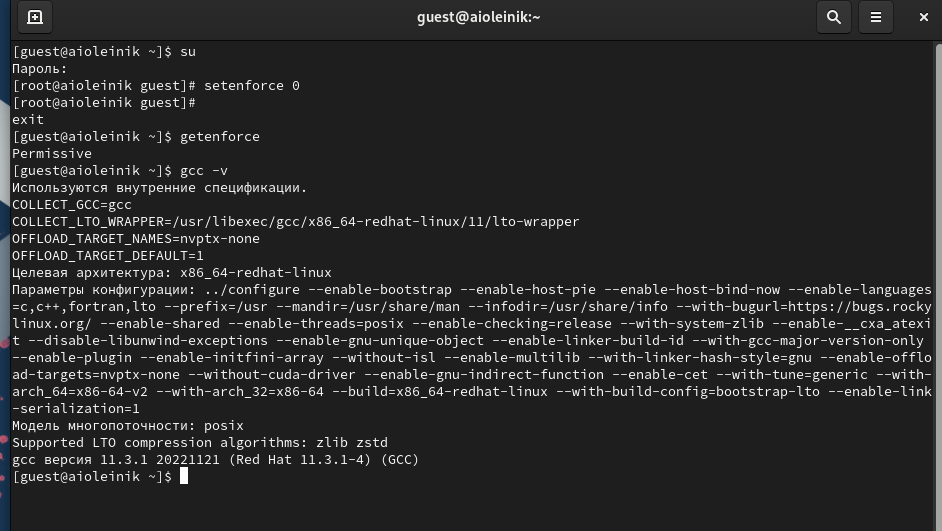 guest@aioleinik:~
[guest@aioleinik ~]$ su
Пароль:
[root@aioleinik guest]# setenforce 0
[root@aioleinik guest]#
exit
[guest@aioleinik ~]$ getenforce
Permissive
[guest@aioleinik ~]$ gcc -v
Используются внутренние спецификации.
COLLECT_GCC=gcc
COLLECT_LTO_WRAPPER=/usr/libexec/gcc/x86_64-redhat-linux/11/lto-wrapper
OFFLOAD_TARGET_NAMES=nvptx-none
OFFLOAD_TARGET_DEFAULT=1
Целевая архитектура: x86_64-redhat-linux
Параметры конфигурации: ../configure --enable-bootstrap --enable-host-pie --enable-host-bind-now --enable-languages
=c,c++,fortran,lto --prefix=/usr --mandir=/usr/share/man --infodir=/usr/share/info --with-bugurl=https://bugs.rocky
linux.org/ --enable-shared --enable-threads=posix --enable-checking=release --with-system-zlib --enable-__cxa_atexi
t --disable-libunwind-exceptions --enable-gnu-unique-object --enable-linker-build-id --with-gcc-major-version-only
--enable-plugin --enable-initfini-array --without-isl --enable-multilib --with-linker-hash-style=gnu --enable-offlo
ad-targets=nvptx-none --without-cuda-driver --enable-gnu-indirect-function --enable-cet --with-tune=generic --with-
arch_64=x86-64-v2 --with-arch_32=x86-64 --build=x86_64-redhat-linux --with-build-config=bootstrap-lto --enable-link
-serialization=1
Модель многопоточности: posix
Supported LTO compression algorithms: zlib zstd
gcc версия 11.3.1 20221121 (Red Hat 11.3.1-4) (GCC)
[guest@aioleinik ~]$